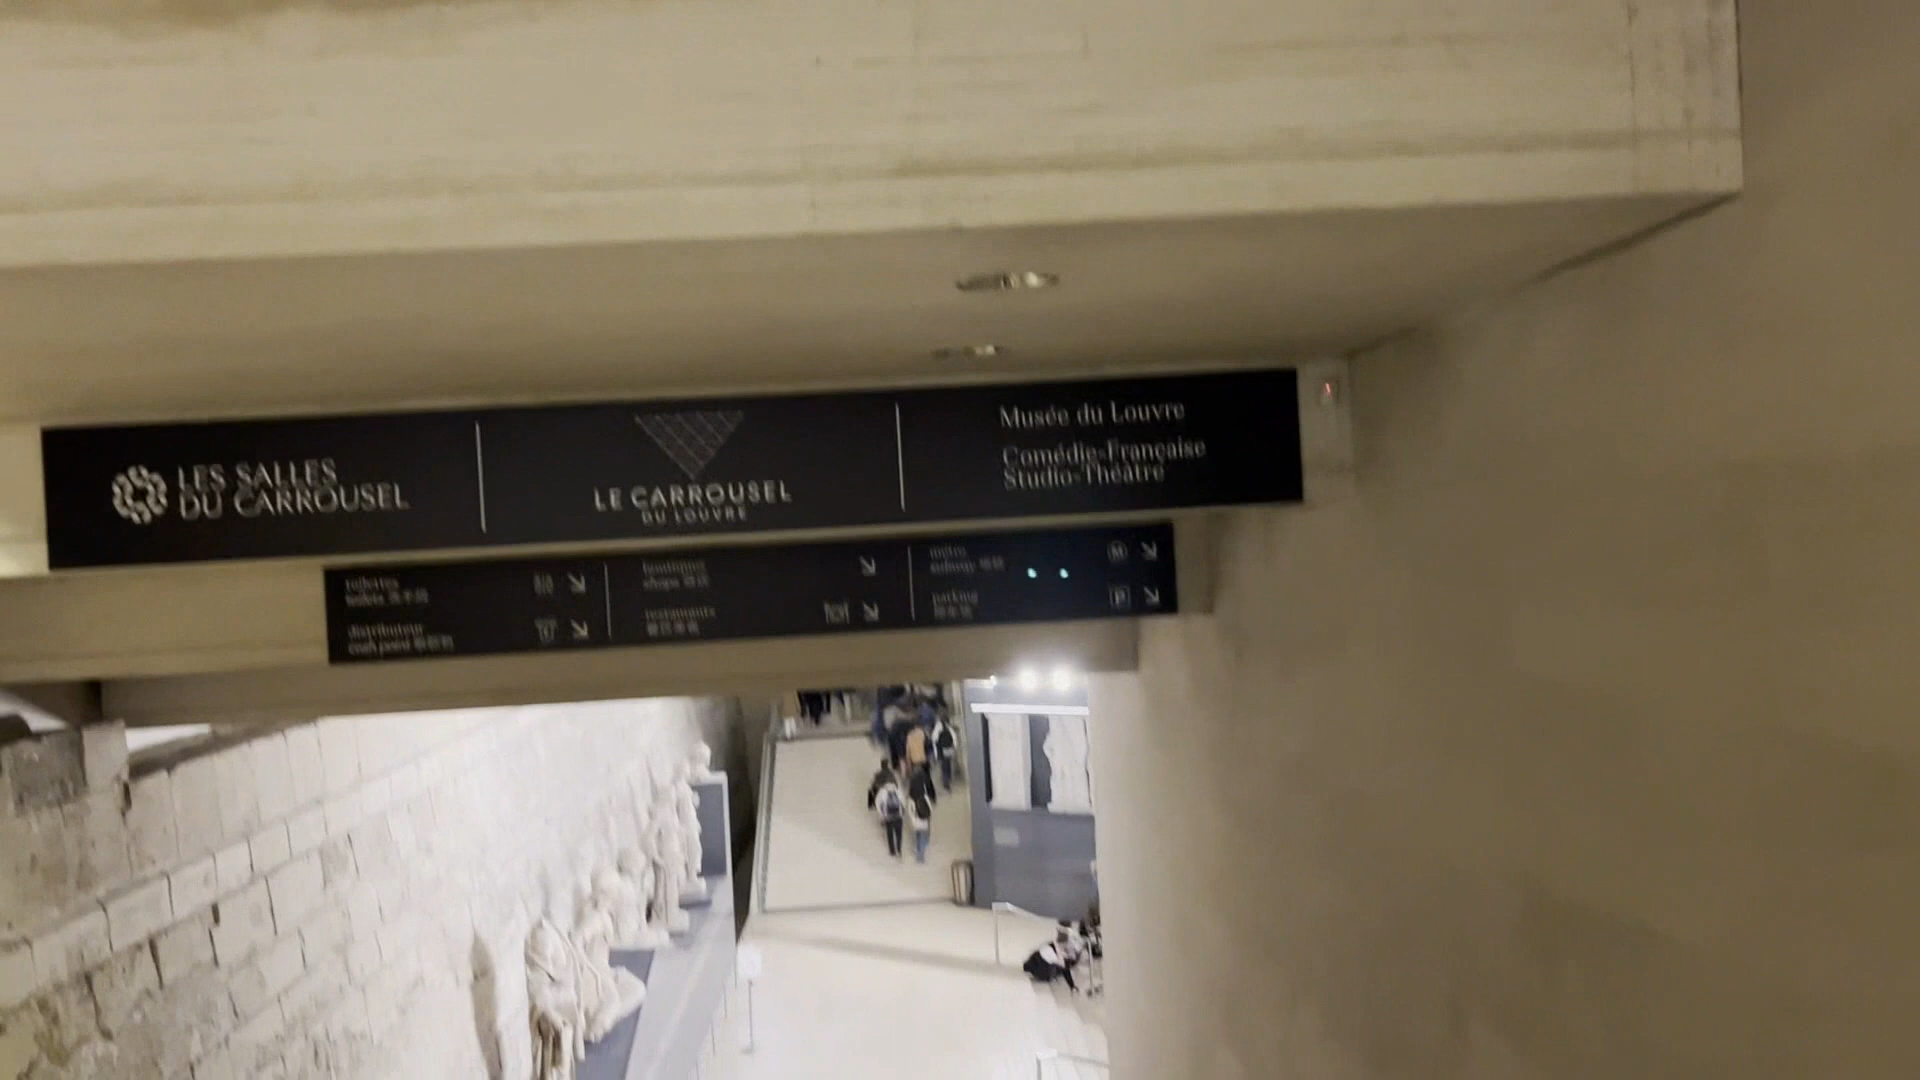 LES SALLES
DU CARROUSEL
LE CARROUSEL
DU LOUVRE
Musée du Louvre
Comédie-Française
Studio-Théâtre
toilettes
toilets
distributeur
cash point
boutiques
shops
restaurants
métro
subway
M
parking
P